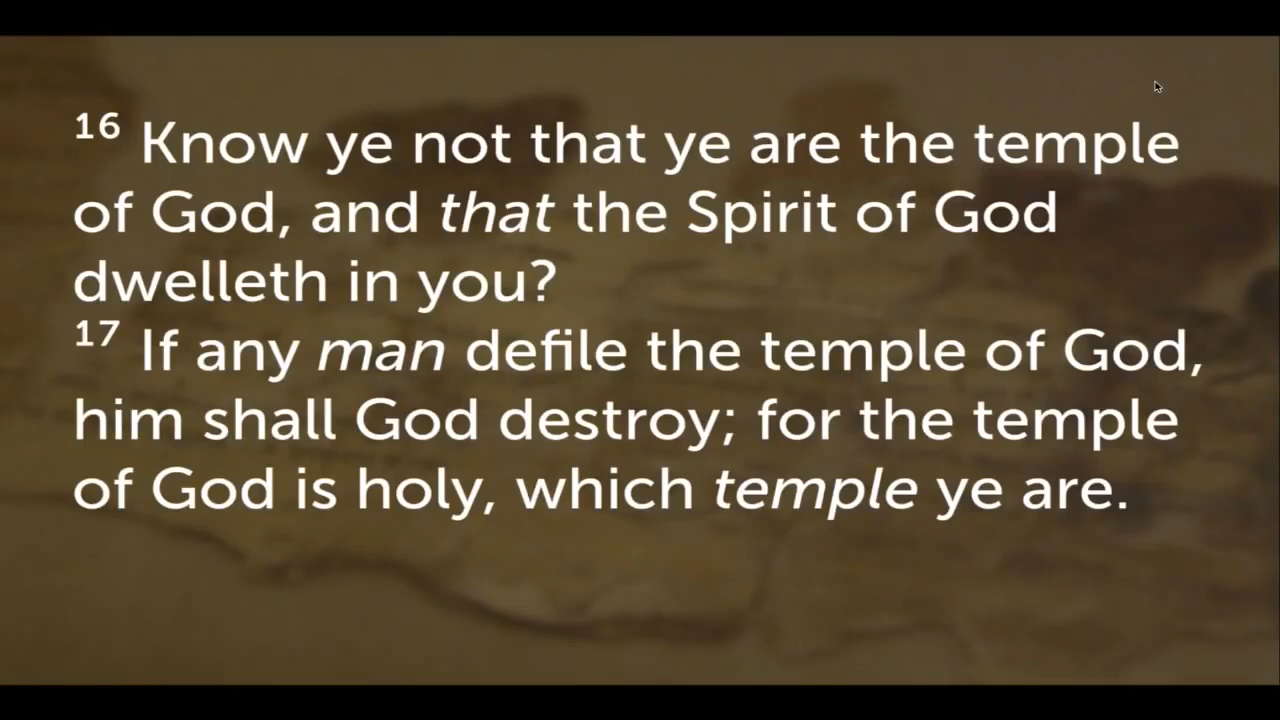 16 Know ye not that ye are the temple
of God, and that the Spirit of God
dwelleth in you?
17 If any man defile the temple of God,
him shall God destroy; for the temple
of God is holy, which temple ye are.